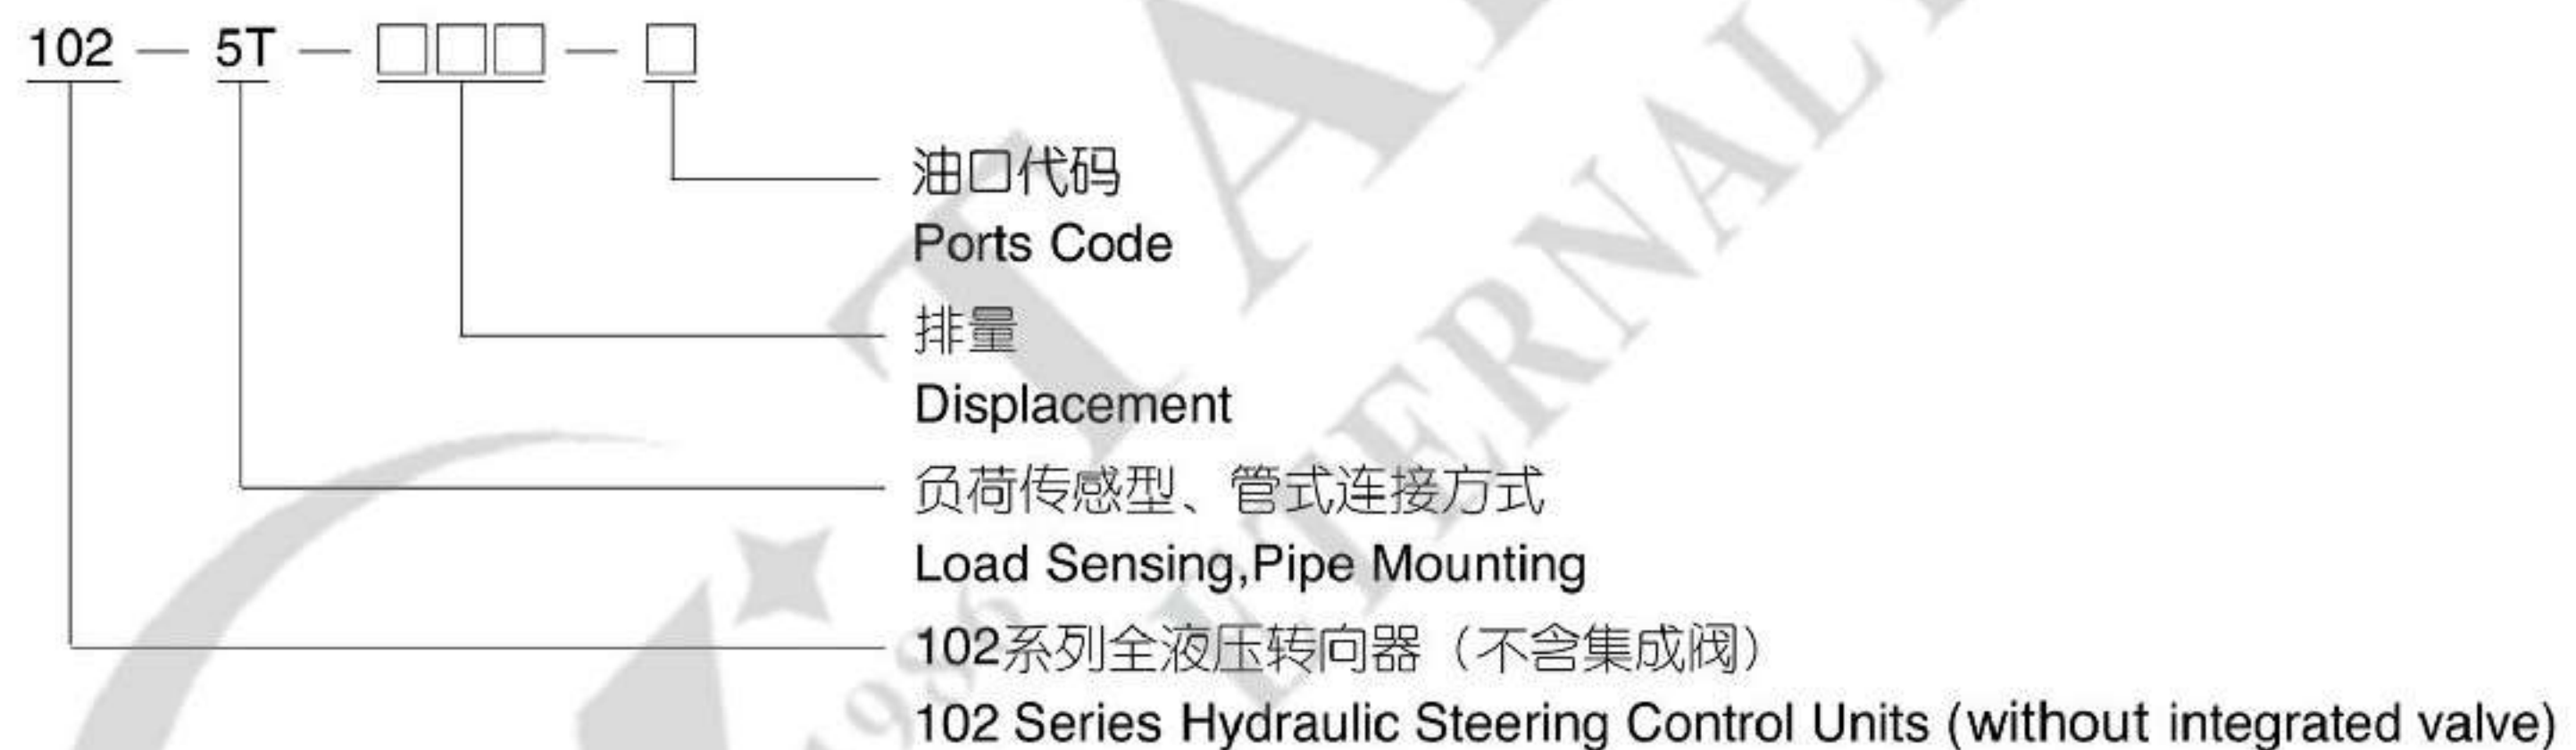 102 — 5T — □□□ — □
油口代码
Ports Code
排量
Displacement
负荷传感型、管式连接方式
Load Sensing,Pipe Mounting
102系列全液压转向器（不含集成阀）
102 Series Hydraulic Steering Control Units (without integrated valve)